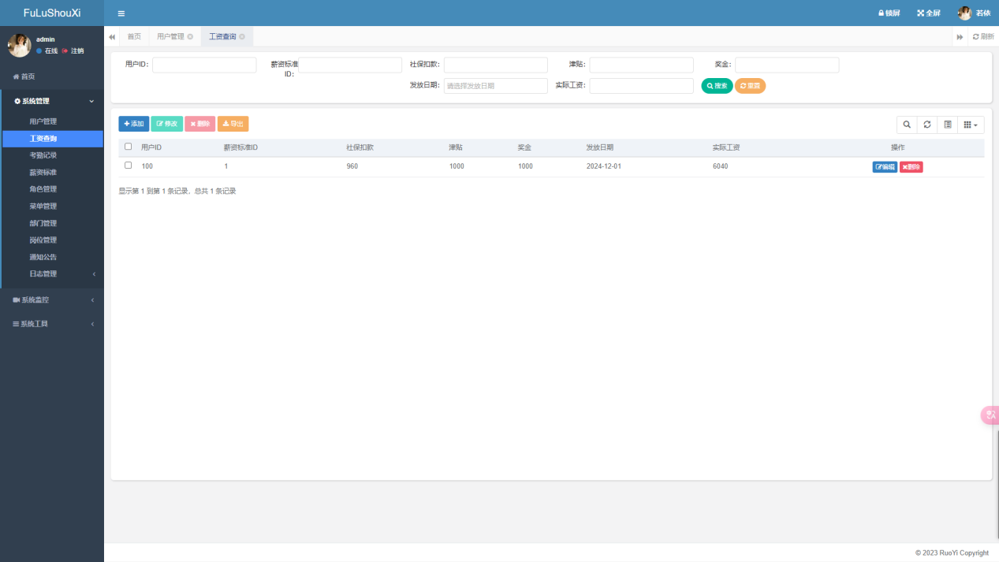 FuLuShouXi
锁屏 全屏 若依
admin
在线 注销
首页 用户管理 工资查询 刷新
首页
系统管理
用户管理
工资查询
考勤记录
薪资标准
角色管理
菜单管理
部门管理
岗位管理
通知公告
日志管理
系统监控
系统工具
用户ID： 薪资标准ID： 社保扣款： 津贴： 奖金：
发放日期： 请选择发放日期 实际工资： 搜索 重置
添加 修改 删除 导出
用户ID 薪资标准ID 社保扣款 津贴 奖金 发放日期 实际工资 操作
100 1 960 1000 1000 2024-12-01 6040 编辑 删除
显示第 1 到第 1 条记录，总共 1 条记录
© 2023 RuoYi Copyright